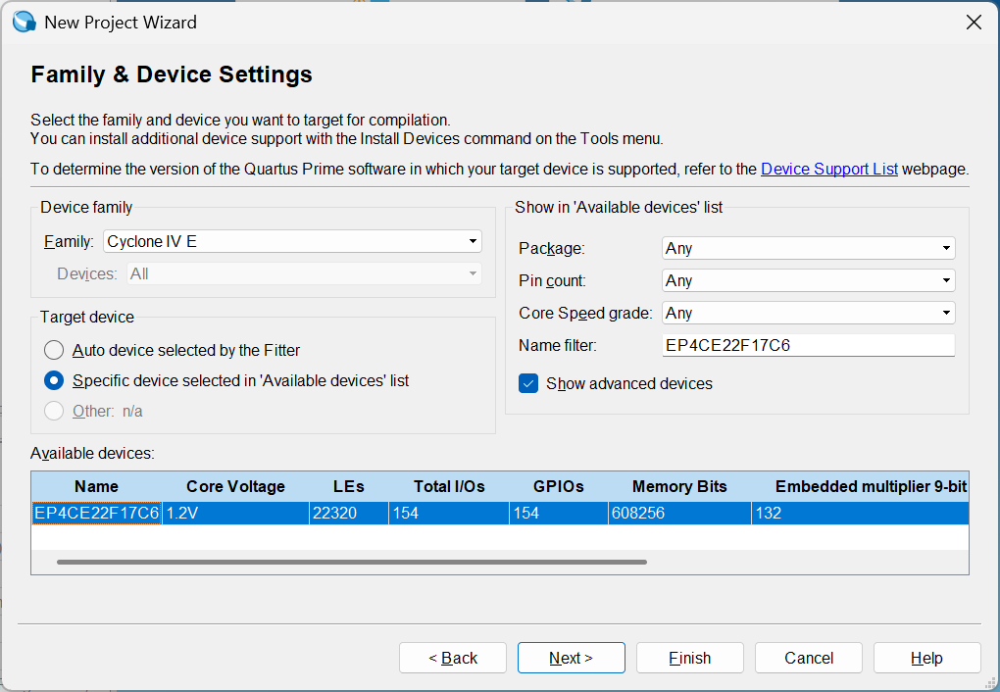 New Project Wizard
Family & Device Settings
Select the family and device you want to target for compilation.
You can install additional device support with the Install Devices command on the Tools menu.
To determine the version of the Quartus Prime software in which your target device is supported, refer to the Device Support List webpage.
Device family
Family: Cyclone IV E
Devices: All
Target device
Auto device selected by the Fitter
Specific device selected in 'Available devices' list
Other: n/a
Show in 'Available devices' list
Package: Any
Pin count: Any
Core Speed grade: Any
Name filter: EP4CE22F17C6
Show advanced devices
Available devices:
Name Core Voltage LEs Total I/Os GPIOs Memory Bits Embedded multiplier 9-bit
EP4CE22F17C6 1.2V 22320 154 154 608256 132
< Back Next > Finish Cancel Help